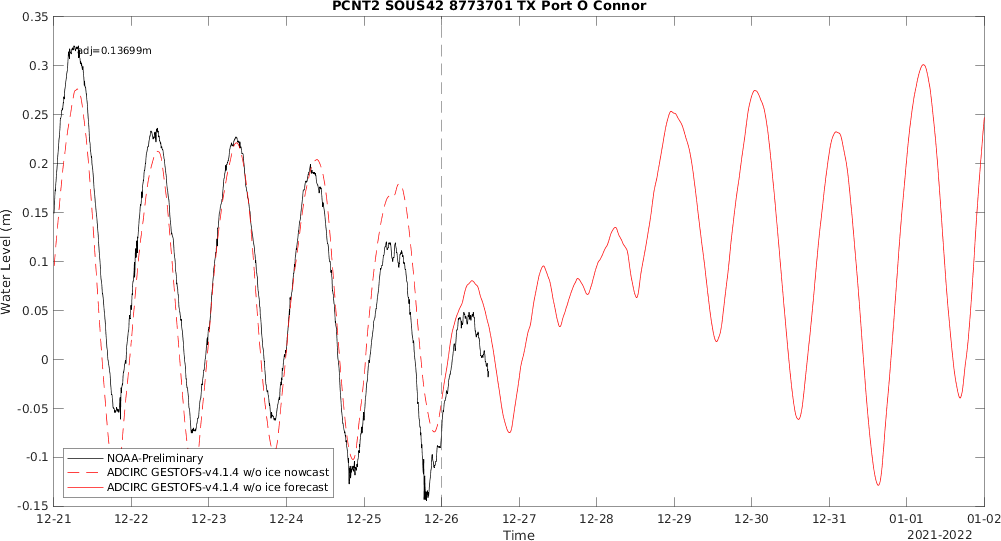 PCNT2 SOUS42 8773701 TX Port O Connor
adj=0.13699m
0.35
0.3
0.25
0.2
0.15
0.1
0.05
0
-0.05
-0.1
-0.15
Water Level (m)
NOAA-Preliminary
ADCIRC GESTOFS-v4.1.4 w/o ice nowcast
ADCIRC GESTOFS-v4.1.4 w/o ice forecast
12-21 12-22 12-23 12-24 12-25 12-26 12-27 12-28 12-29 12-30 12-31 01-01 01-02
Time
2021-2022